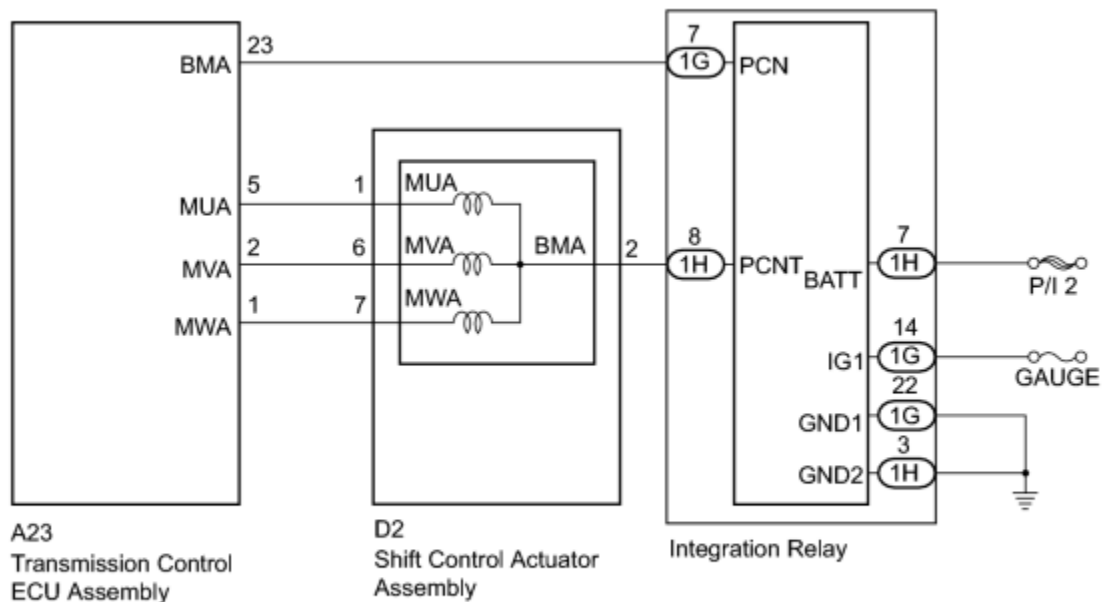 23
7
BMA
1G
PCN
5
1
MUA
MUA
2
6
MVA
BMA
2
8
7
MVA
1H
PCNT
BATT
1H
P/I 2
1
7
MWA
MWA
14
IG1
1G
GAUGE
22
GND1
1G
3
GND2
1H
A23
Transmission Control
ECU Assembly
D2
Shift Control Actuator
Assembly
Integration Relay